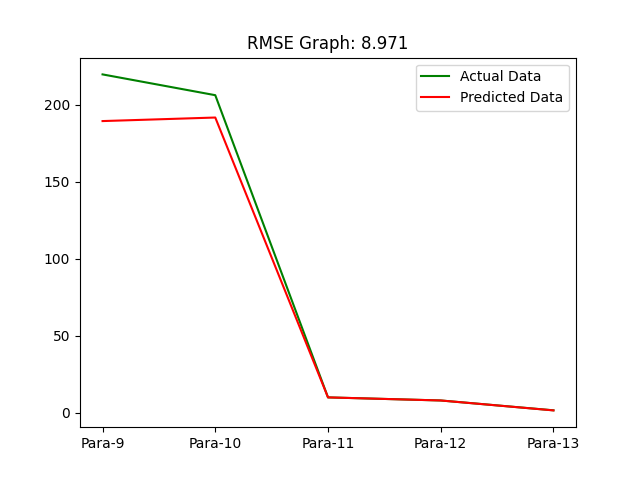 RMSE Graph: 8.971
Actual Data
Predicted Data
200
150
100
50
0
Para-9 Para-10 Para-11 Para-12 Para-13